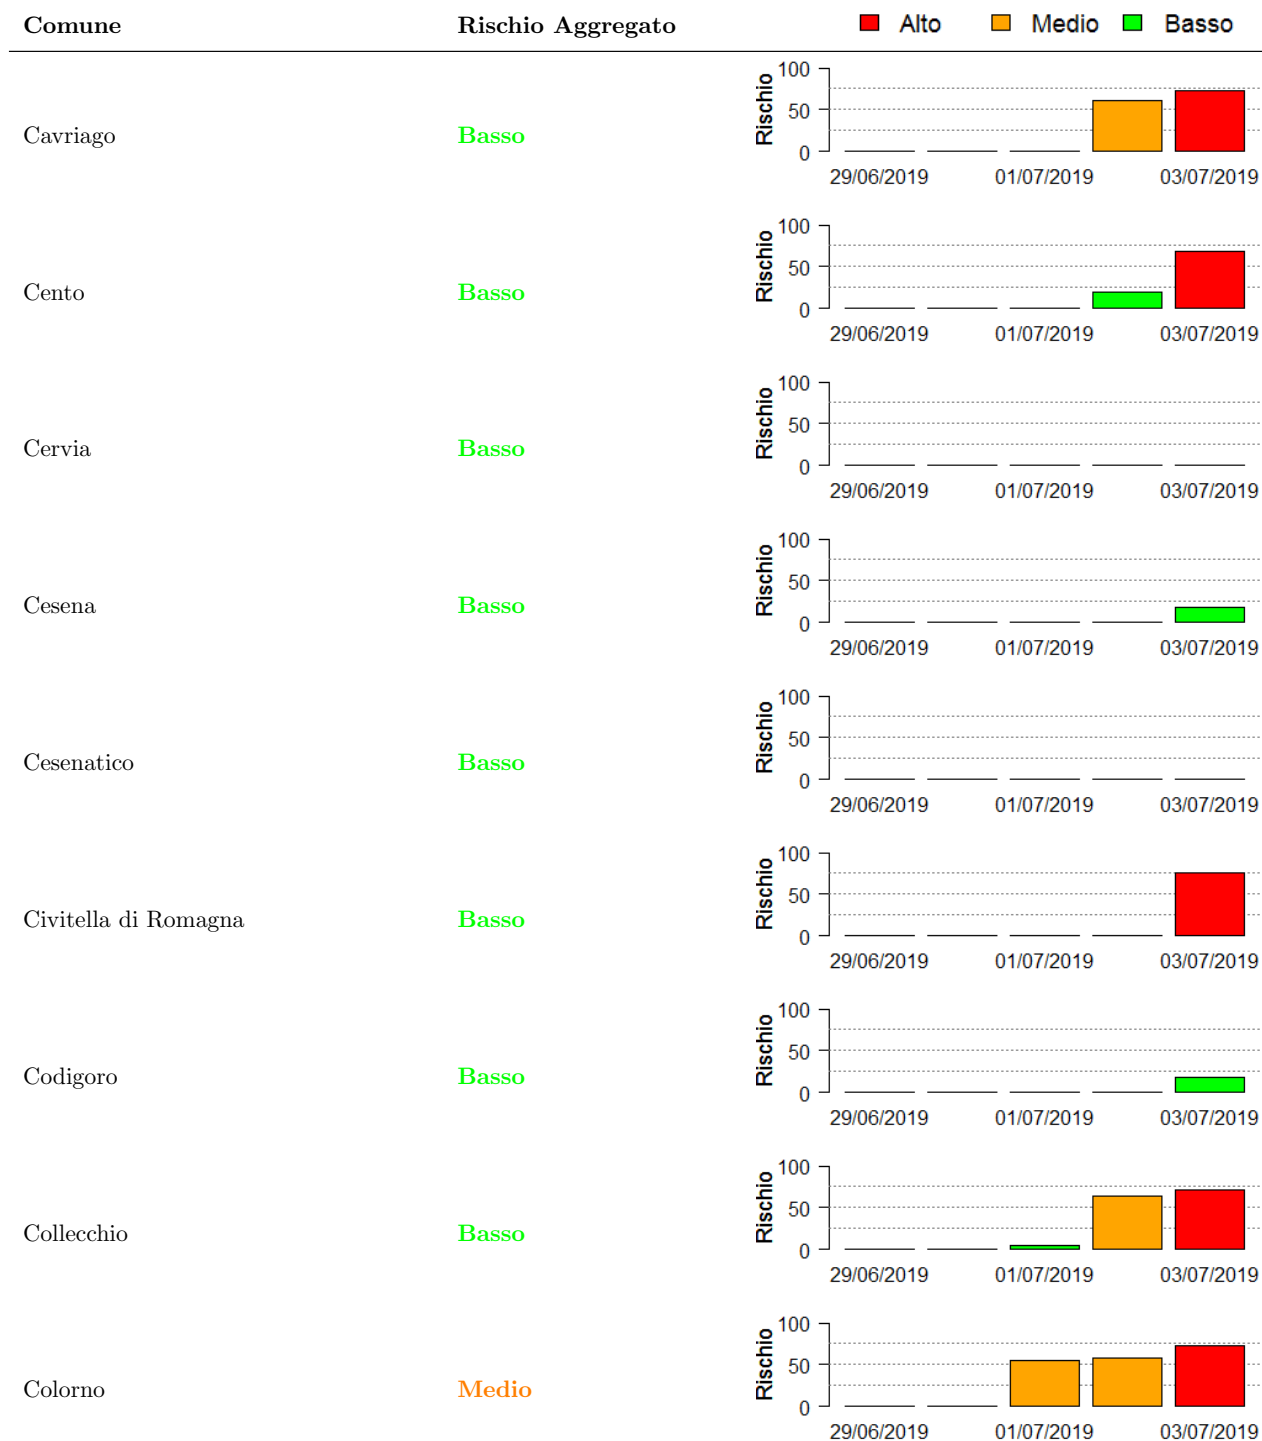 Comune Rischio Aggregato Alto Medio Basso
100
50
0
Rischio
Cavriago Basso
29/06/2019 01/07/2019 03/07/2019
100
50
0
Rischio
Cento Basso
29/06/2019 01/07/2019 03/07/2019
100
50
0
Rischio
Cervia Basso
29/06/2019 01/07/2019 03/07/2019
100
50
0
Rischio
Cesena Basso
29/06/2019 01/07/2019 03/07/2019
100
50
0
Rischio
Cesenatico Basso
29/06/2019 01/07/2019 03/07/2019
100
50
0
Rischio
Civitella di Romagna Basso
29/06/2019 01/07/2019 03/07/2019
100
50
0
Rischio
Codigoro Basso
29/06/2019 01/07/2019 03/07/2019
100
50
0
Rischio
Collecchio Basso
29/06/2019 01/07/2019 03/07/2019
100
50
0
Rischio
Colorno Medio
29/06/2019 01/07/2019 03/07/2019